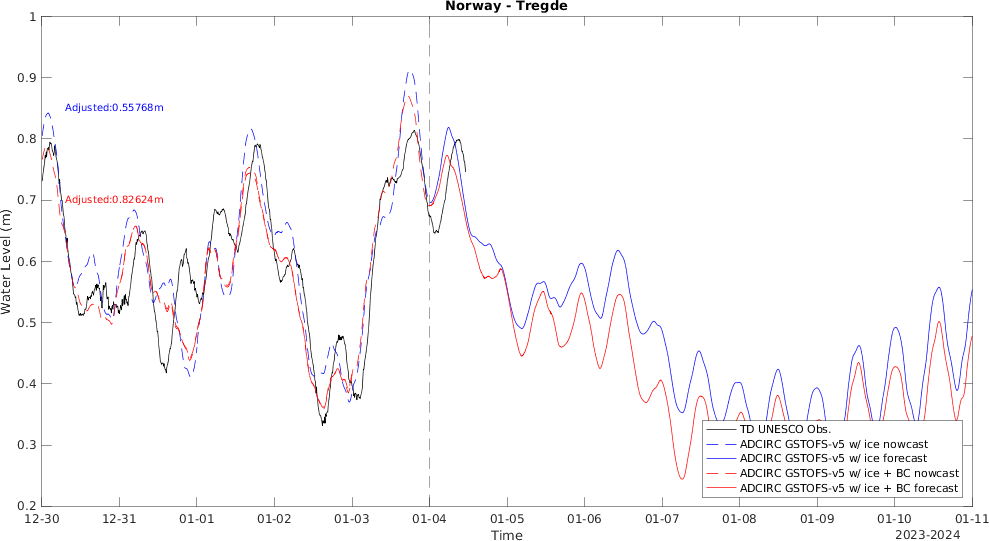 Norway - Tregde
1
0.9
0.8
0.7
0.6
0.5
0.4
0.3
0.2
Water Level (m)
Adjusted:0.55768m
Adjusted:0.82624m
TD UNESCO Obs.
ADCIRC GSTOFS-v5 w/ ice nowcast
ADCIRC GSTOFS-v5 w/ ice forecast
ADCIRC GSTOFS-v5 w/ ice + BC nowcast
ADCIRC GSTOFS-v5 w/ ice + BC forecast
12-30 12-31 01-01 01-02 01-03 01-04 01-05 01-06 01-07 01-08 01-09 01-10 01-11
Time
2023-2024